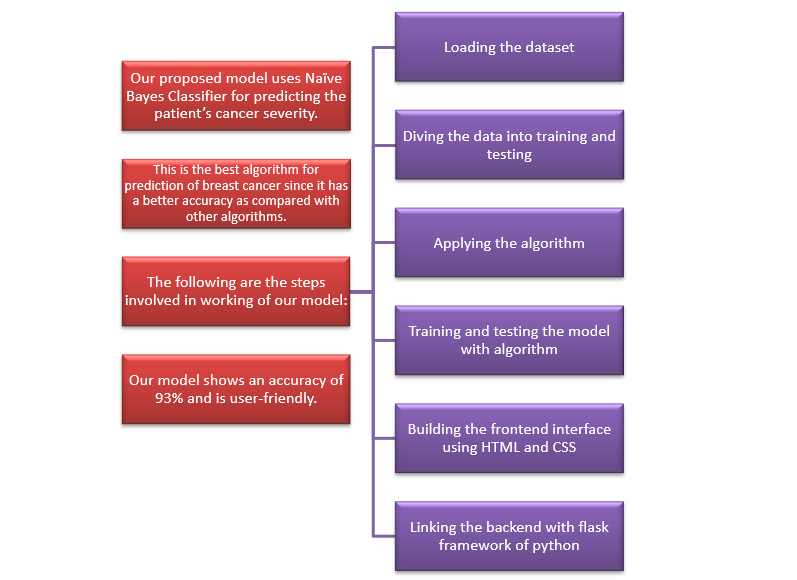 Our proposed model uses Naïve
Bayes Classifier for predicting the
patient's cancer severity.
This is the best algorithm for
prediction of breast cancer since it has
a better accuracy as compared with
other algorithms.
The following are the steps
involved in working of our model:
Our model shows an accuracy of
93% and is user-friendly.
Loading the dataset
Diving the data into training and
testing
Applying the algorithm
Training and testing the model
with algorithm
Building the frontend interface
using HTML and CSS
Linking the backend with flask
framework of python